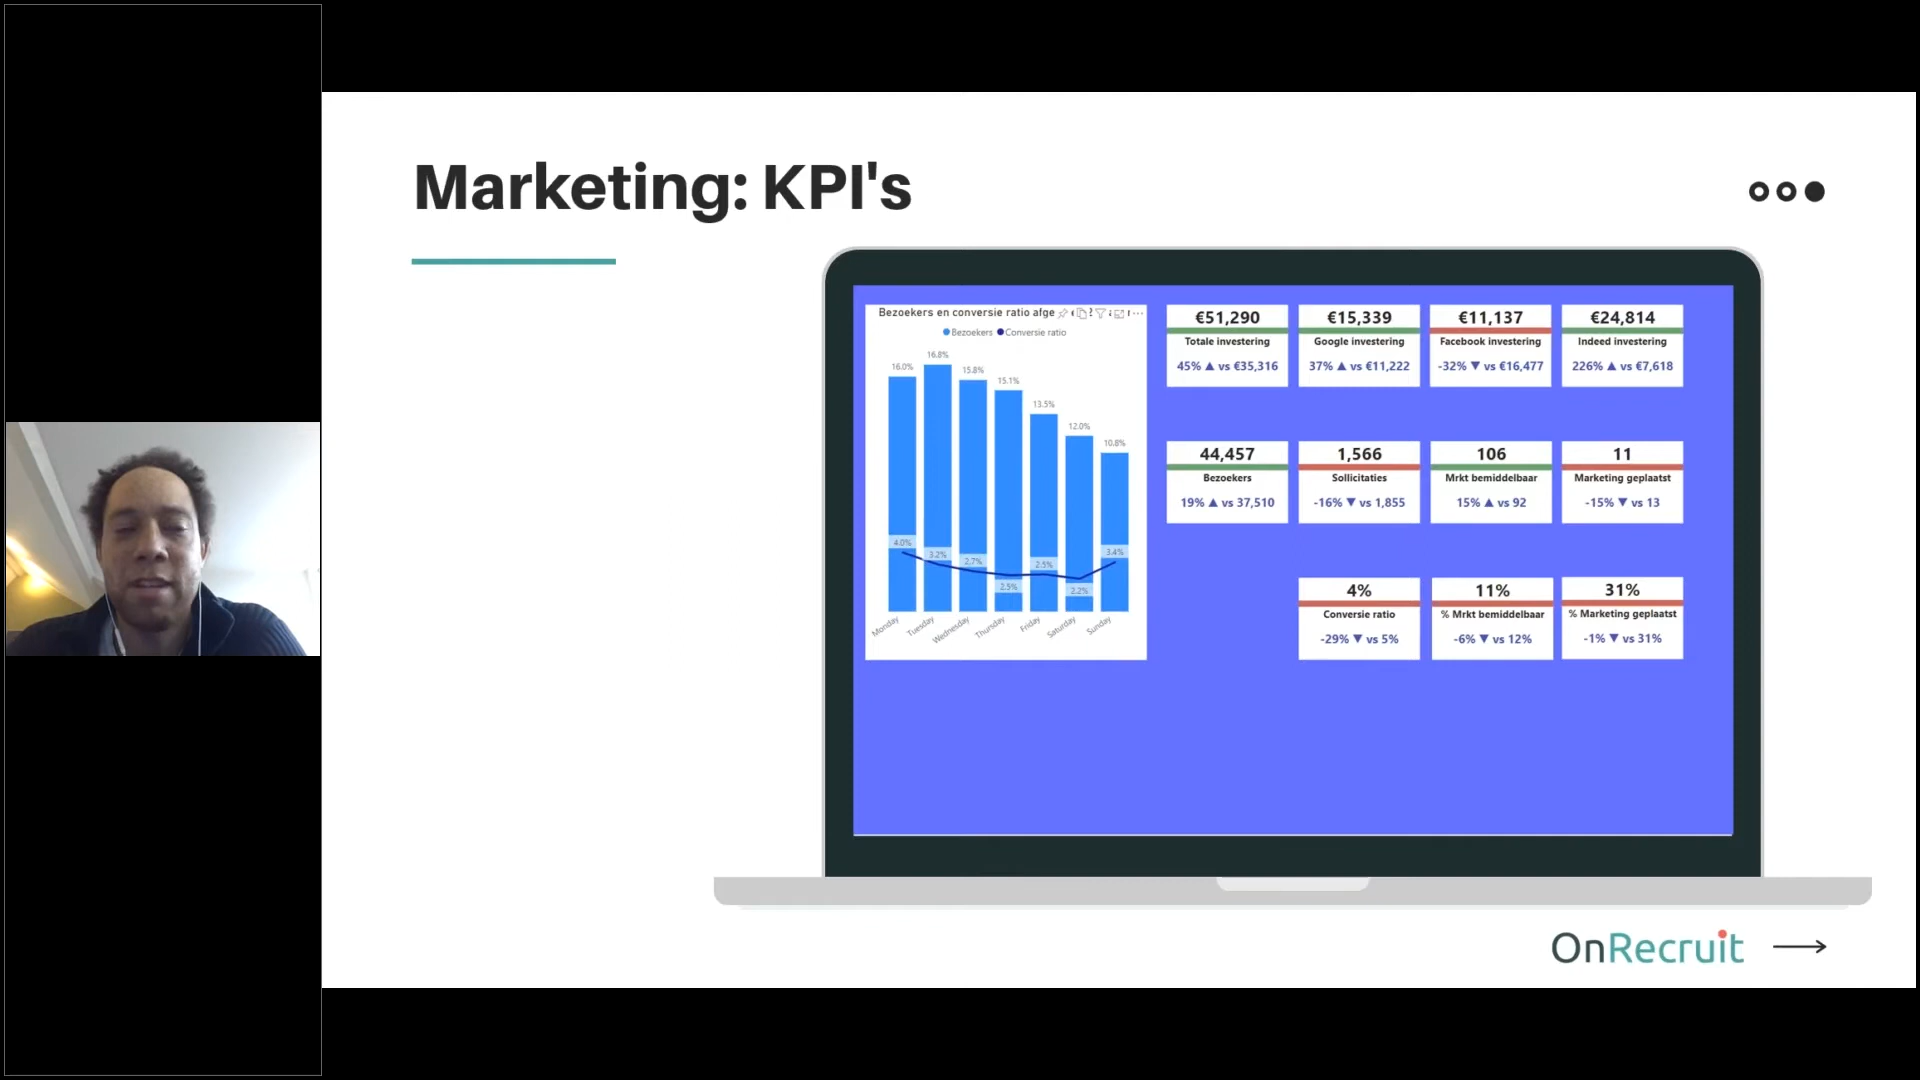 Marketing: KPI's
Bezoekers en conversie ratio afge
Bezoekers Conversie ratio
16.0%
16.8%
15.8%
15.1%
13.5%
12.0%
10.8%
4.0%
3.2%
2.7%
2.5%
2.5%
2.2%
3.4%
Monday
Tuesday
Wednesday
Thursday
Friday
Saturday
Sunday
€51,290
Totale investering
45% ▲ vs €35,316
€15,339
Google investering
37% ▲ vs €11,222
€11,137
Facebook investering
-32% ▼ vs €16,477
€24,814
Indeed investering
226% ▲ vs €7,618
44,457
Bezoekers
19% ▲ vs 37,510
1,566
Sollicitaties
-16% ▼ vs 1,855
106
Mrkt bemiddelbaar
15% ▲ vs 92
11
Marketing geplaatst
-15% ▼ vs 13
4%
Conversie ratio
-29% ▼ vs 5%
11%
% Mrkt bemiddelbaar
-6% ▼ vs 12%
31%
% Marketing geplaatst
-1% ▼ vs 31%
OnRecruit